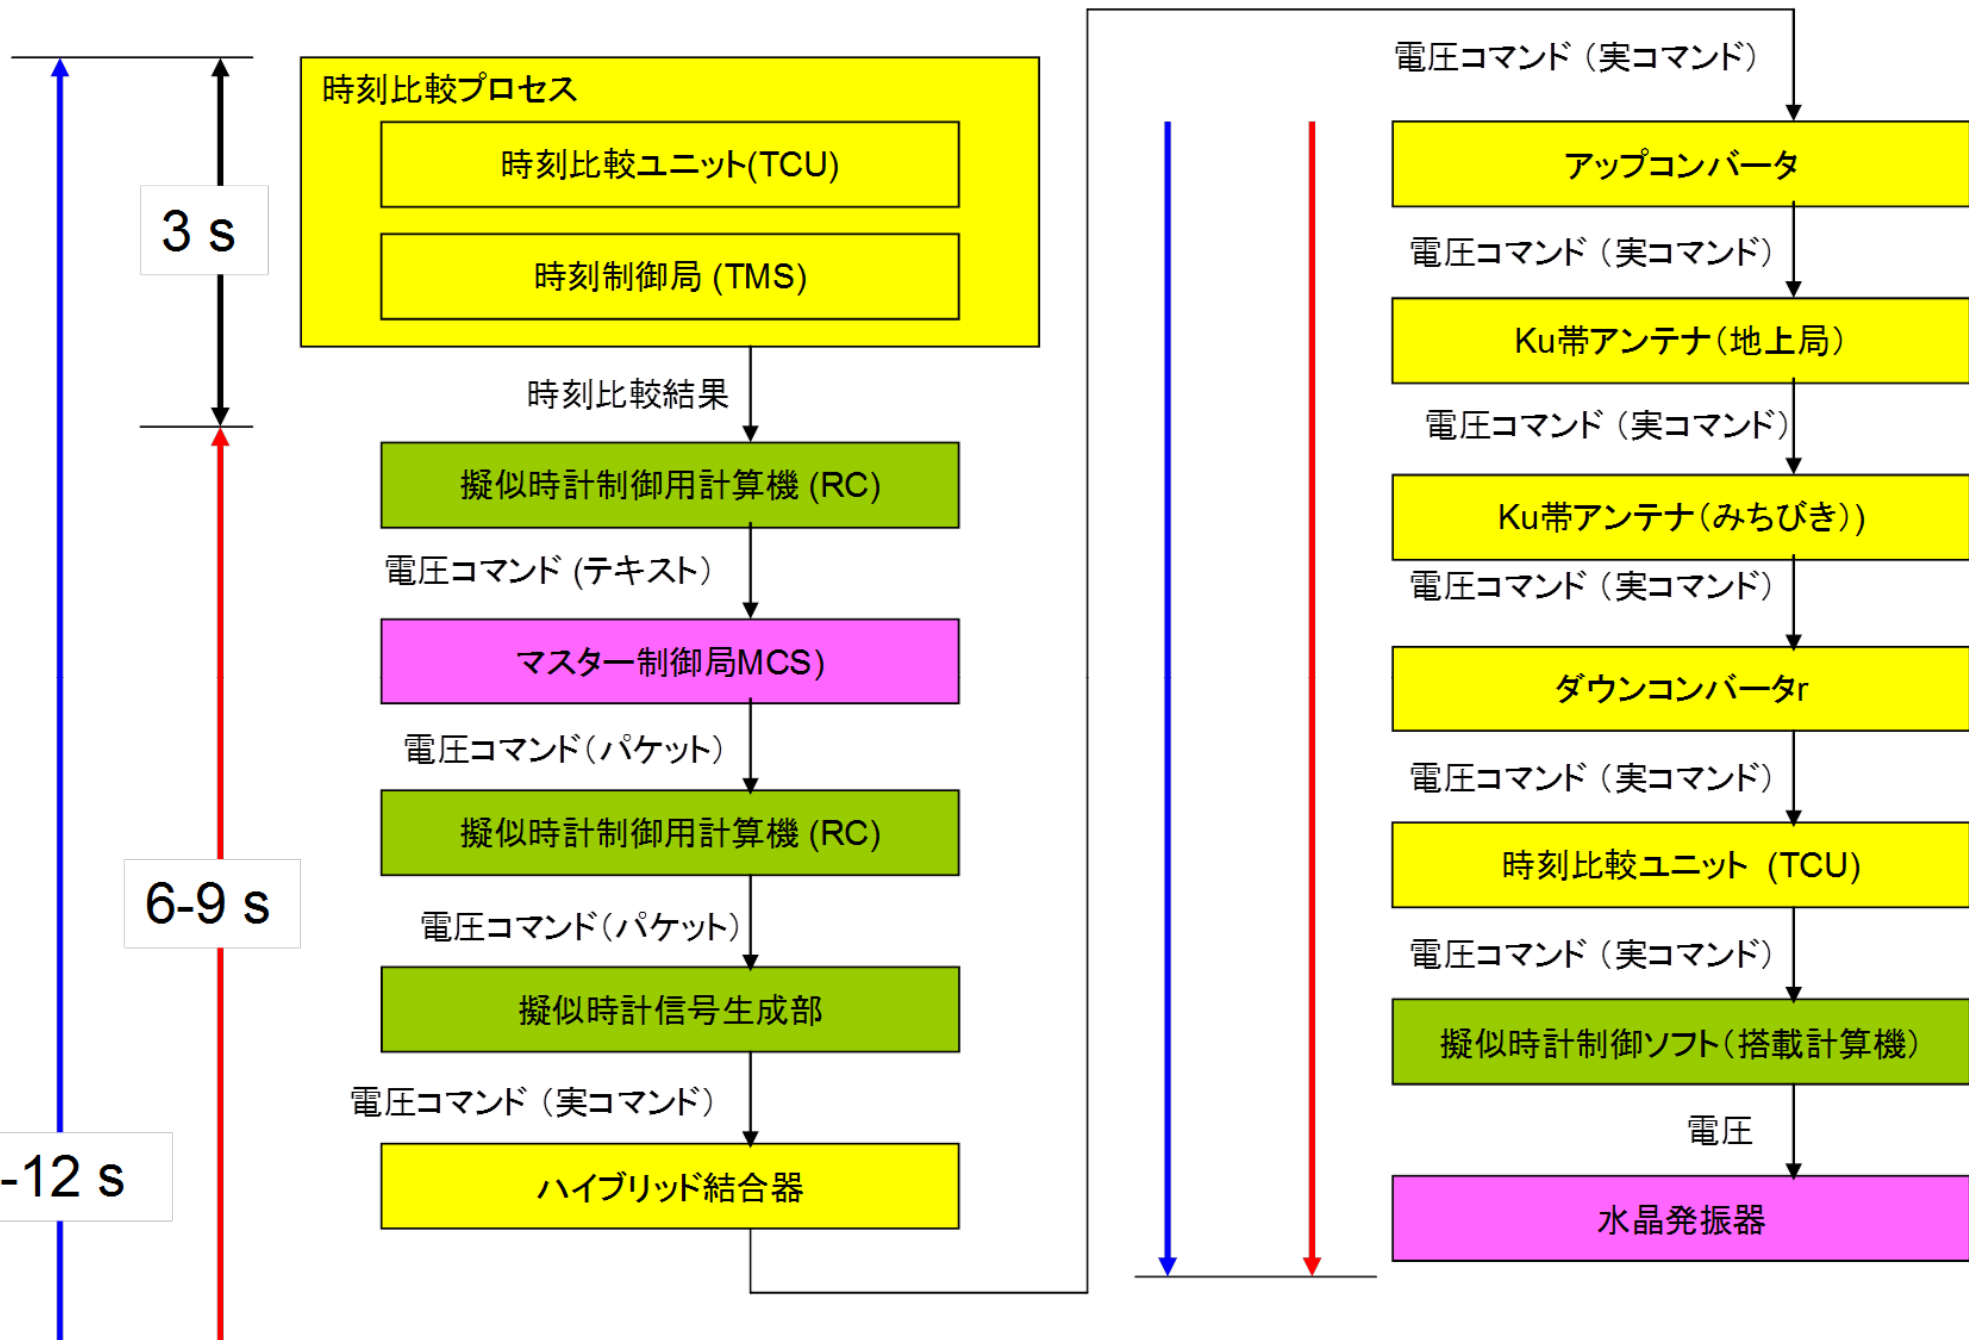 時刻比較プロセス
時刻比較ユニット(TCU)
時刻制御局 (TMS)
3 s
時刻比較結果
擬似時計制御用計算機 (RC)
電圧コマンド (テキスト)
マスター制御局MCS)
電圧コマンド(パケット)
擬似時計制御用計算機 (RC)
6-9 s
電圧コマンド(パケット)
擬似時計信号生成部
電圧コマンド (実コマンド)
-12 s
ハイブリッド結合器
電圧コマンド (実コマンド)
アップコンバータ
電圧コマンド (実コマンド)
Ku帯アンテナ(地上局)
電圧コマンド (実コマンド)
Ku帯アンテナ(みちびき))
電圧コマンド (実コマンド)
ダウンコンバータr
電圧コマンド (実コマンド)
時刻比較ユニット (TCU)
電圧コマンド (実コマンド)
擬似時計制御ソフト(搭載計算機)
電圧
水晶発振器